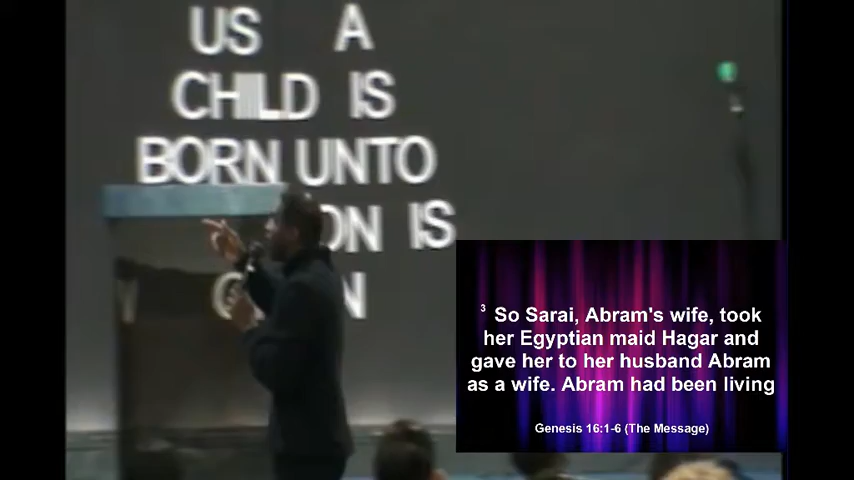 US A
CHILD IS
BORN UNTO
ON IS
3 So Sarai, Abram's wife, took
her Egyptian maid Hagar and
gave her to her husband Abram
as a wife. Abram had been living
Genesis 16:1-6 (The Message)